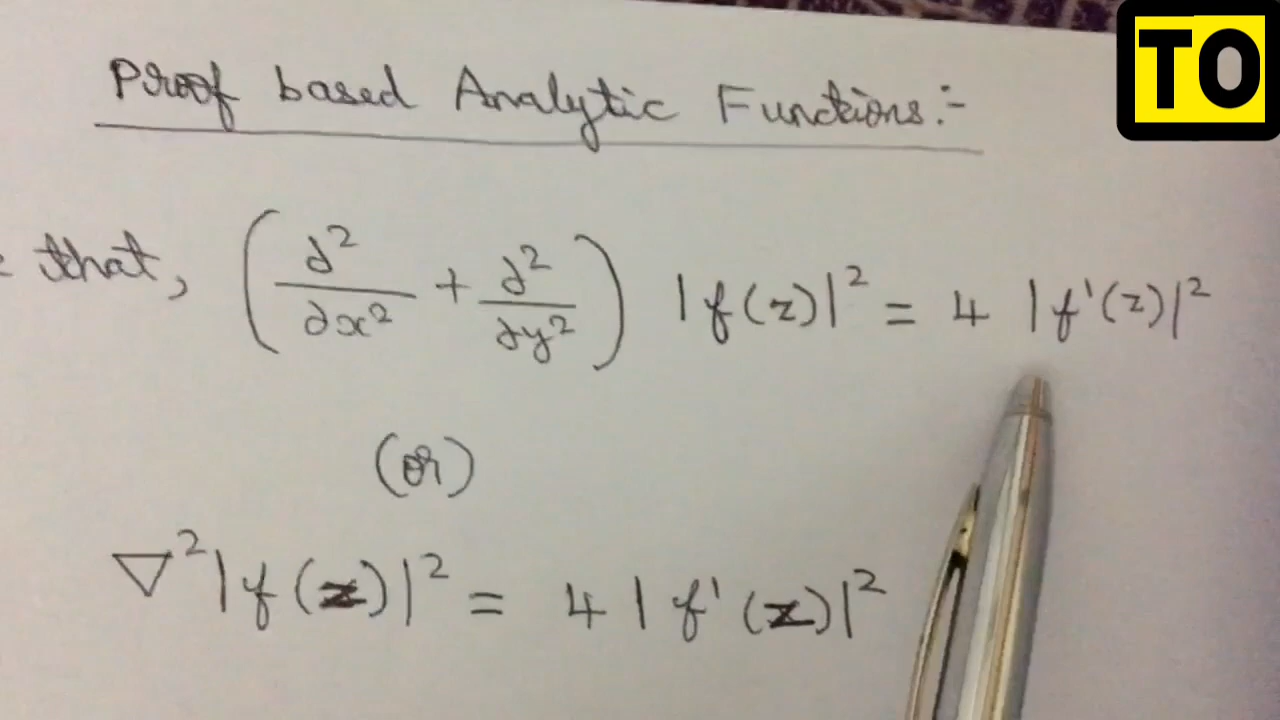 TO
Proof based Analytic Functions:-
that, (∂²/∂x² + ∂²/∂y²) |f(z)|² = 4 |f'(z)|²
(or)
∇²|f(z)|² = 4 |f'(z)|²